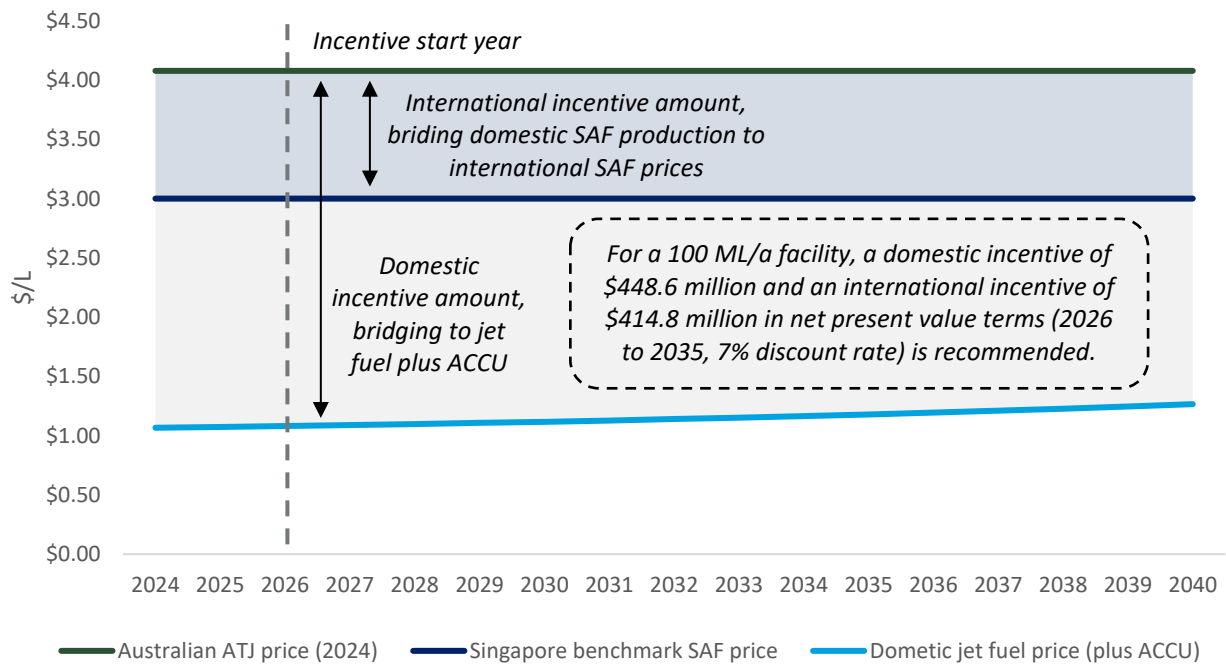 $4.50
$4.00
$3.50
$3.00
$2.50
$2.00
$1.50
$1.00
$0.50
$0.00
$/L
Incentive start year
International incentive amount,
briding domestic SAF production to
international SAF prices
Domestic
incentive amount,
bridging to jet
fuel plus ACCU
For a 100 ML/a facility, a domestic incentive of
$448.6 million and an international incentive of
$414.8 million in net present value terms (2026
to 2035, 7% discount rate) is recommended.
2024 2025 2026 2027 2028 2029 2030 2031 2032 2033 2034 2035 2036 2037 2038 2039 2040
Australian ATJ price (2024) Singapore benchmark SAF price Dometic jet fuel price (plus ACCU)